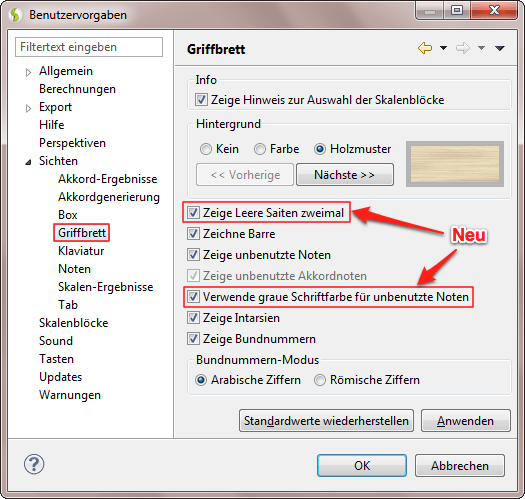 Benutzervorgaben
Filtertext eingeben
Allgemein
Berechnungen
Export
Hilfe
Perspektiven
Sichten
Akkord-Ergebnisse
Akkordgenerierung
Box
Griffbrett
Klaviatur
Noten
Skalen-Ergebnisse
Tab
Skalenblöcke
Sound
Tasten
Updates
Warnungen
Griffbrett
Info
Zeige Hinweis zur Auswahl der Skalenblöcke
Hintergrund
Kein Farbe Holzmuster
<< Vorherige Nächste >>
Zeige Leere Saiten zweimal
Neu
Zeichne Barre
Zeige unbenutzte Noten
Zeige unbenutzte Akkordnoten
Verwende graue Schriftfarbe für unbenutzte Noten
Zeige Intarsien
Zeige Bundnummern
Bundnummern-Modus
Arabische Ziffern Römische Ziffern
Standardwerte wiederherstellen Anwenden
? OK Abbrechen